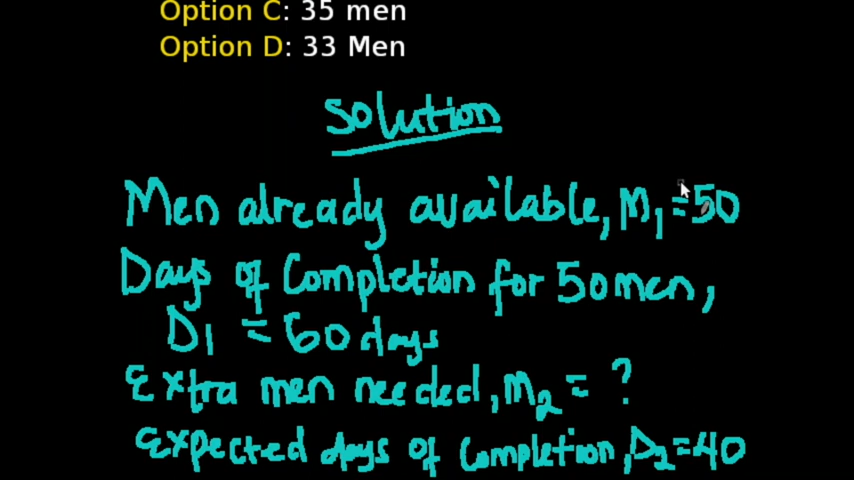 Option C: 35 men
Option D: 33 Men
Solution
Men already available, M1 = 50
Days of Completion for 50 men,
D1 = 60 days
Extra men needed, M2 = ?
Expected days of completion, D2 = 40